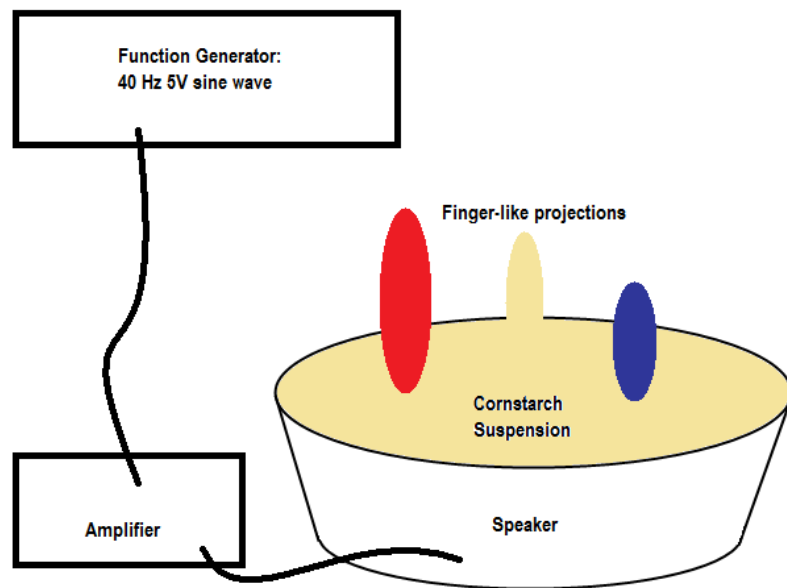 Function Generator:
40 Hz 5V sine wave
Finger-like projections
Cornstarch
Suspension
Speaker
Amplifier